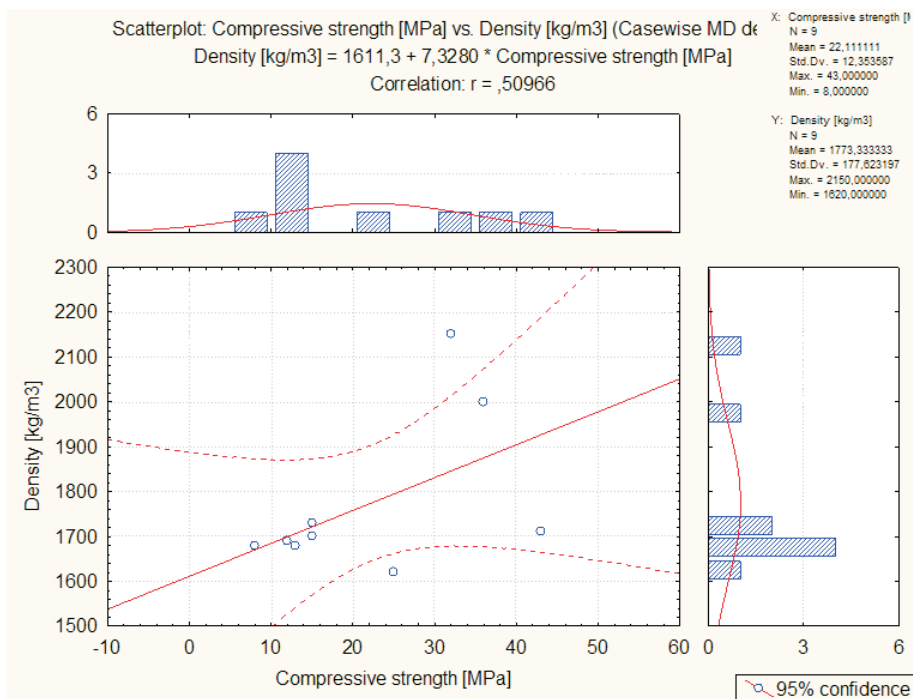 Scatterplot: Compressive strength [MPa] vs. Density [kg/m3] (Casewise MD de
Density [kg/m3] = 1611,3 + 7,3280 * Compressive strength [MPa]
Correlation: r = ,50966
X: Compressive strength [M
N = 9
Mean = 22,111111
Std.Dv. = 12,353587
Max. = 43,000000
Min. = 8,000000
Y: Density [kg/m3]
N = 9
Mean = 1773,333333
Std.Dv. = 177,623197
Max. = 2150,000000
Min. = 1620,000000
6
3
0
2300
2200
2100
2000
1900
1800
1700
1600
1500
Density [kg/m3]
-10 0 10 20 30 40 50 60
Compressive strength [MPa]
0 3 6
95% confidence